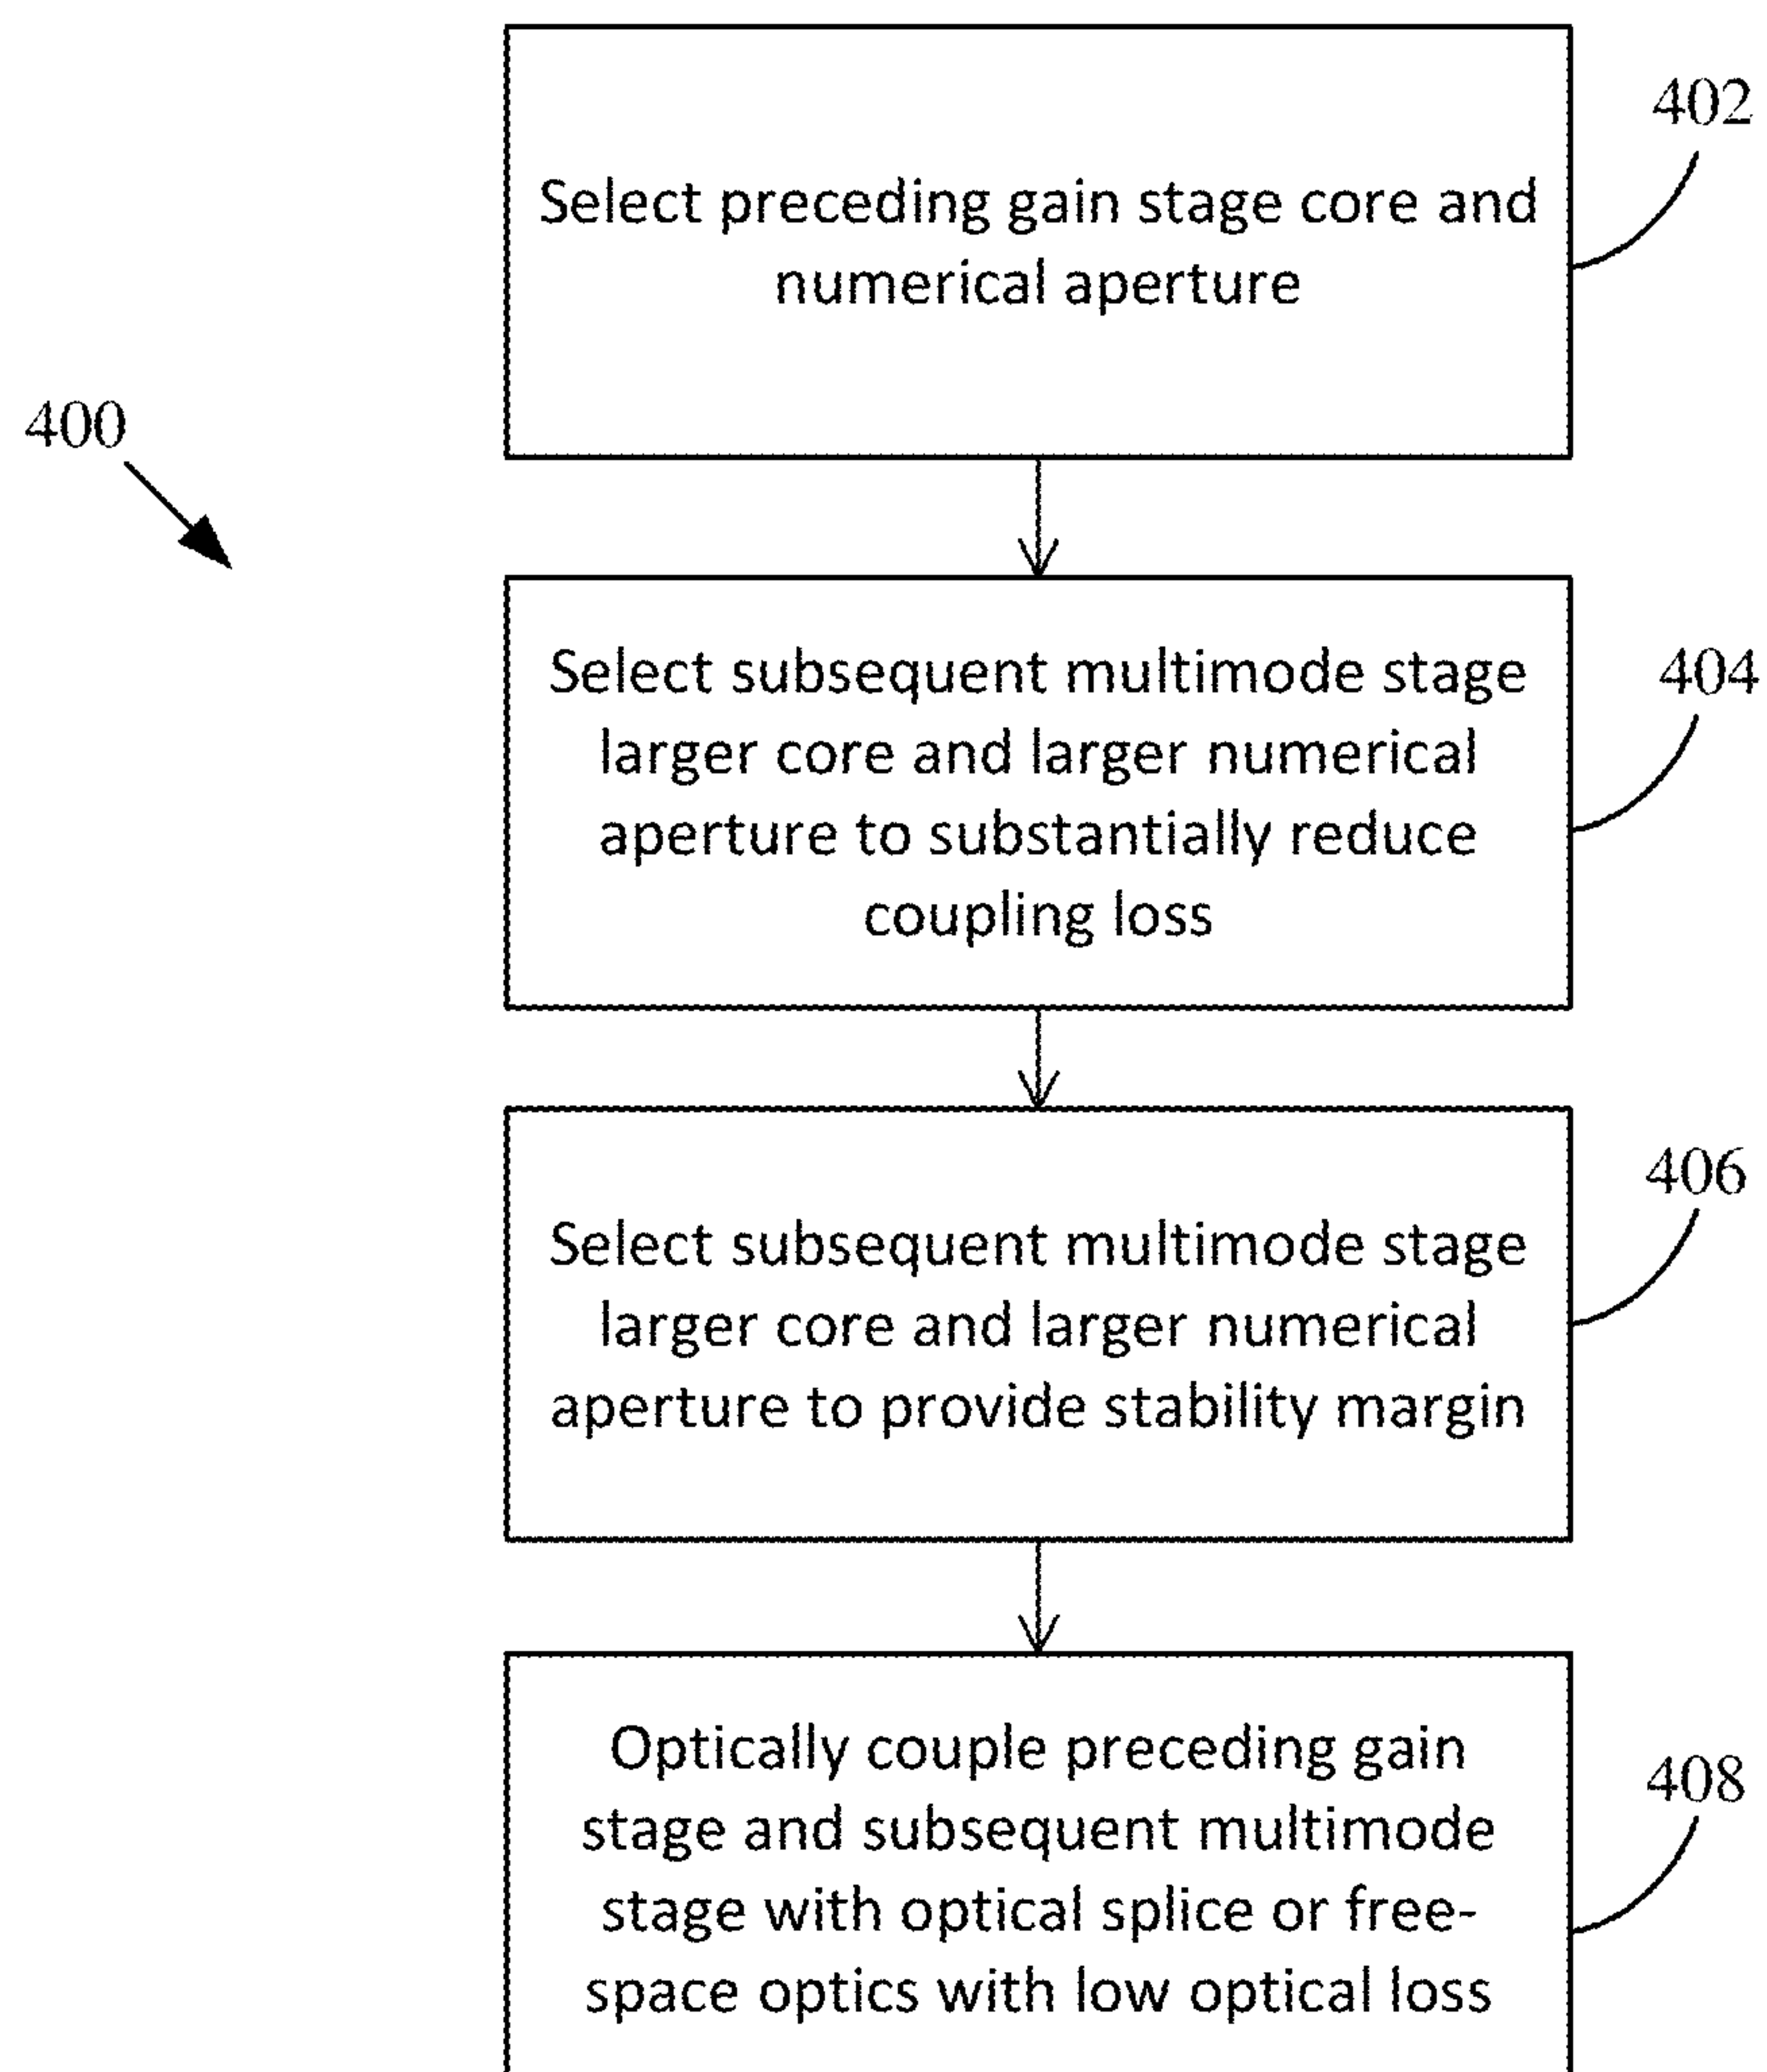 402
Select preceding gain stage core and
numerical aperture
400
404
Select subsequent multimode stage
larger core and larger numerical
aperture to substantially reduce
coupling loss
406
Select subsequent multimode stage
larger core and larger numerical
aperture to provide stability margin
408
Optically couple preceding gain
stage and subsequent multimode
stage with optical splice or free-
space optics with low optical loss